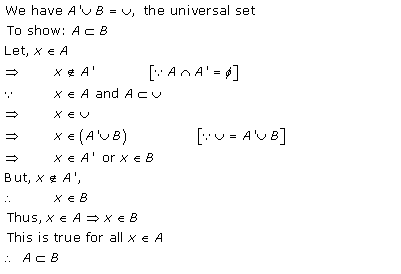 We have A'∪ B = ∪, the universal set
To show: A ⊂ B
Let, x ∈ A
⇒ x ∉ A' [∵ A ∩ A' = ϕ]
∵ x ∈ A and A ⊂ ∪
⇒ x ∈ ∪
⇒ x ∈ (A'∪ B) [∵ ∪ = A'∪ B]
⇒ x ∈ A' or x ∈ B
But, x ∉ A',
∴ x ∈ B
Thus, x ∈ A ⇒ x ∈ B
This is true for all x ∈ A
∴ A ⊂ B